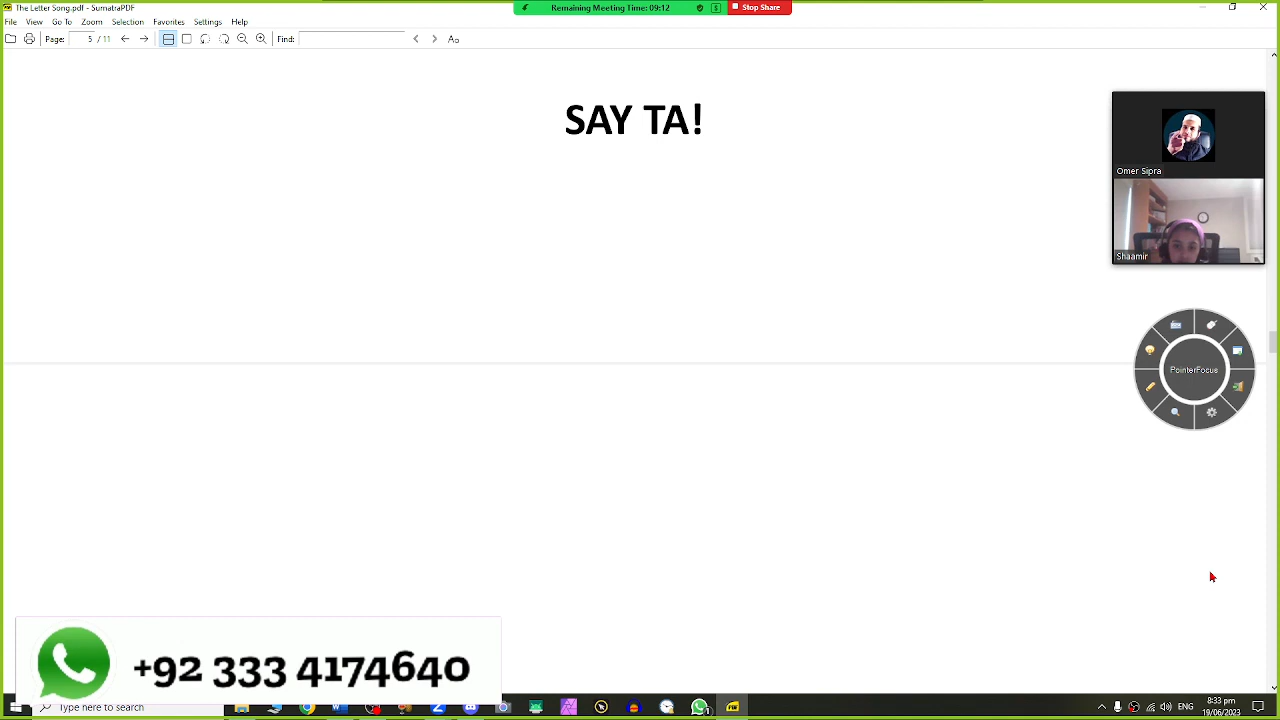 The Letter Song.pdf - SumatraPDF
Remaining Meeting Time: 09:12
Stop Share
File View Go To Zoom Selection Favorites Settings Help
Page: 5 / 11
Find:
Aa
SAY TA!
Omer Sipra
Shaamir
PointerFocus
+92 333 4174640
Type here to search
ENG
8:33 pm
19/06/2023